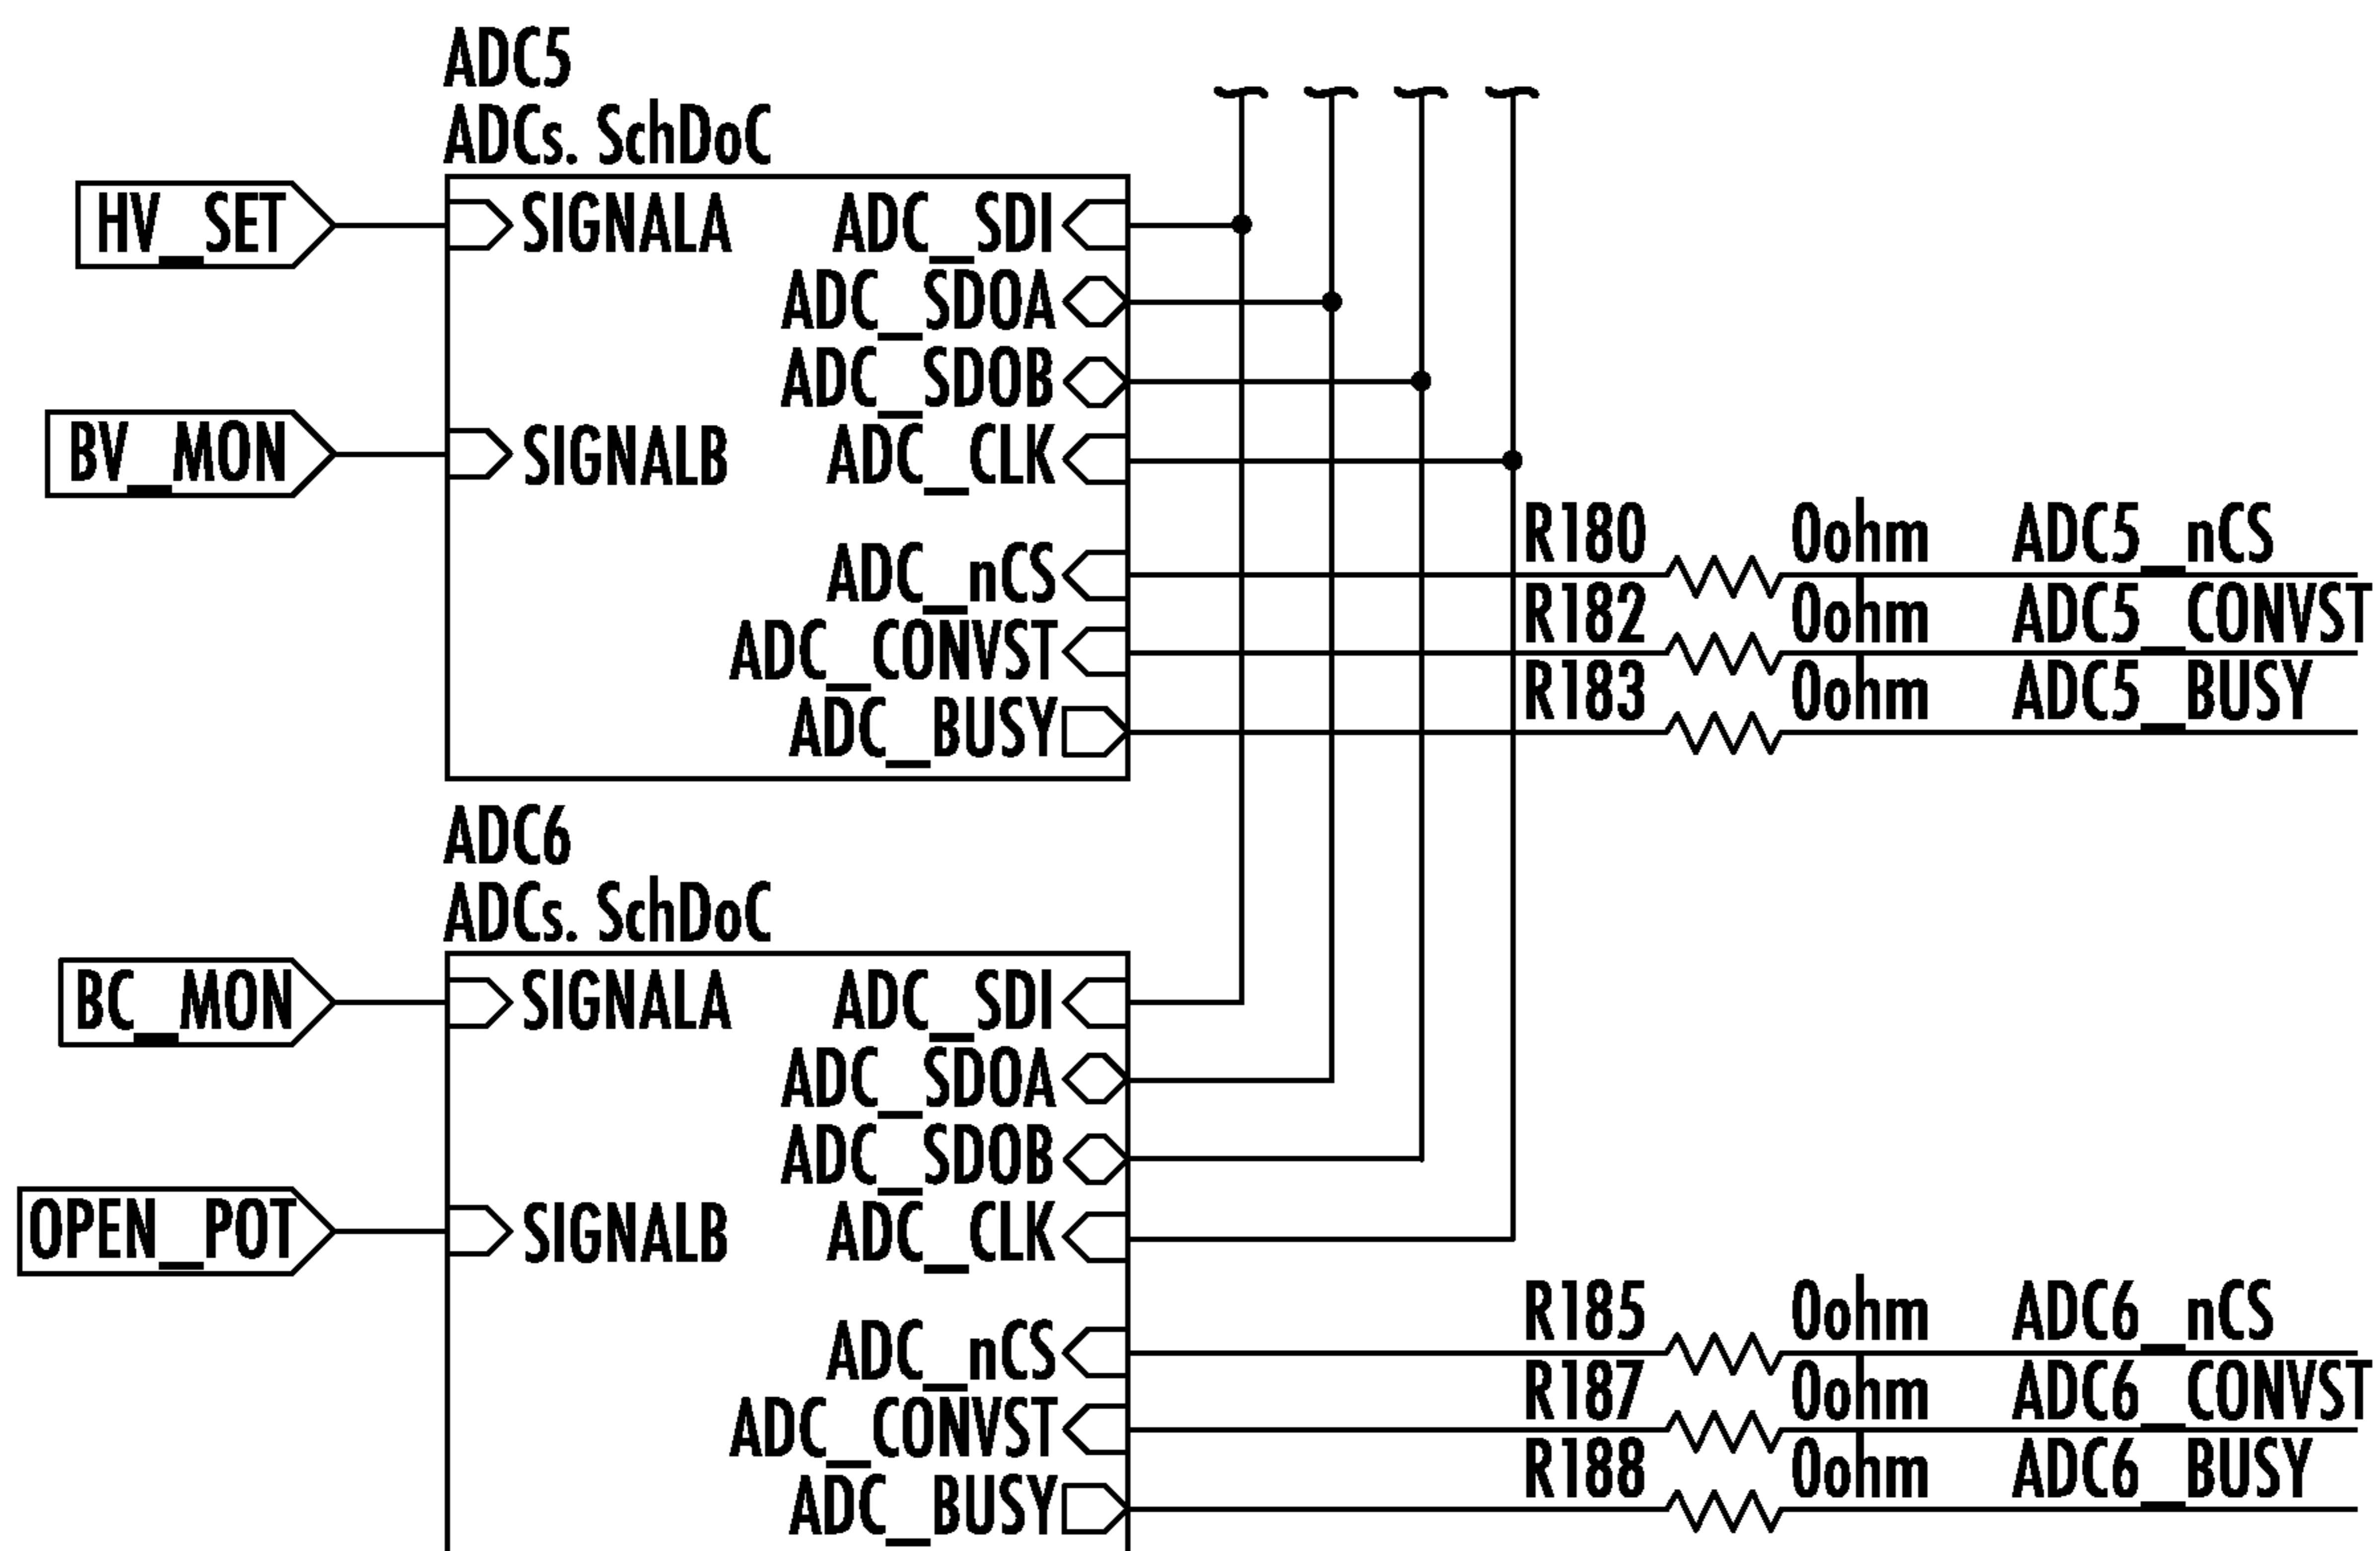 ADC5
ADCs. SchDoC
HV_SET SIGNALA ADC_SDI
ADC_SDOA
ADC_SDOB
BV_MON SIGNALB ADC_CLK
ADC_nCS R180 0ohm ADC5_nCS
ADC_CONVST R182 0ohm ADC5_CONVST
ADC_BUSY R183 0ohm ADC5_BUSY
ADC6
ADCs. SchDoC
BC_MON SIGNALA ADC_SDI
ADC_SDOA
ADC_SDOB
OPEN_POT SIGNALB ADC_CLK
ADC_nCS R185 0ohm ADC6_nCS
ADC_CONVST R187 0ohm ADC6_CONVST
ADC_BUSY R188 0ohm ADC6_BUSY